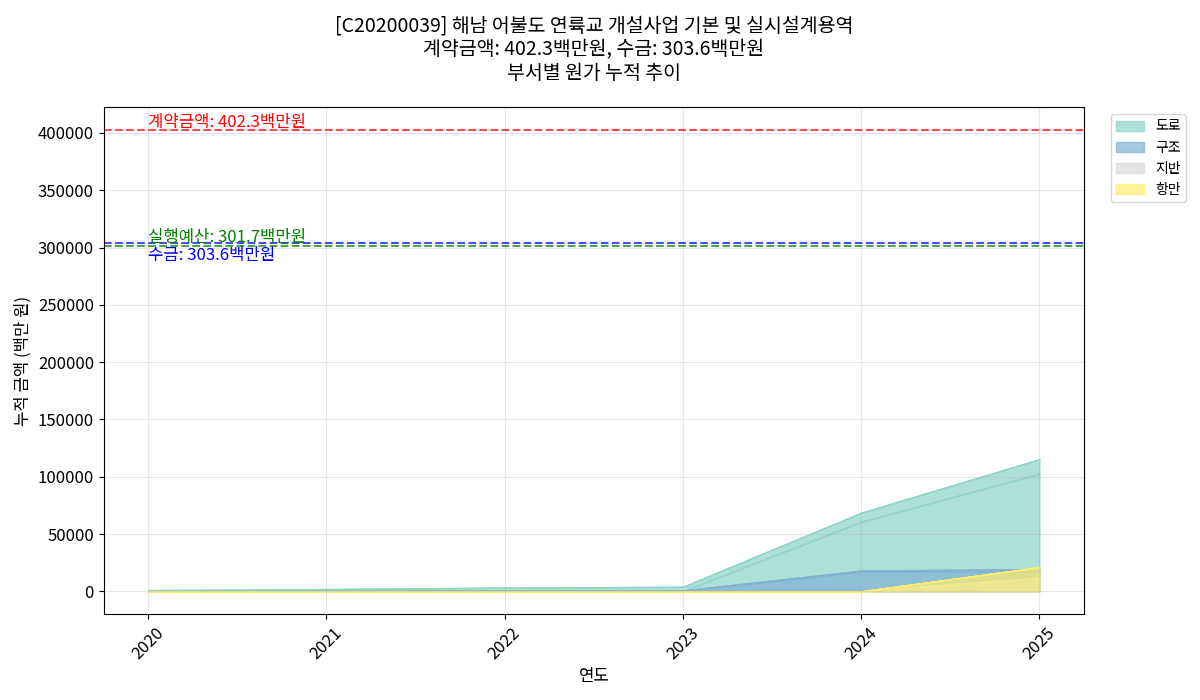 [C20200039] 해남 어불도 연륙교 개설사업 기본 및 실시설계용역
계약금액: 402.3백만원, 수금: 303.6백만원
부서별 원가 누적 추이
계약금액: 402.3백만원
실행예산: 301.7백만원
수금: 303.6백만원
도로
구조
지반
항만
누적 금액 (백만 원)
400000
350000
300000
250000
200000
150000
100000
50000
0
2020
2021
2022
2023
2024
2025
연도